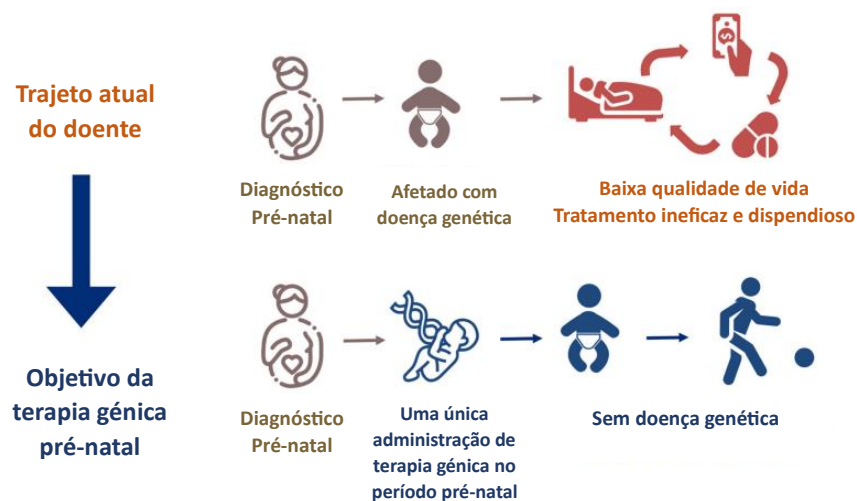 Trajeto atual
do doente
Diagnóstico
Pré-natal
Afetado com
doença genética
Baixa qualidade de vida
Tratamento ineficaz e dispendioso
Objetivo da
terapia génica
pré-natal
Diagnóstico
Pré-natal
Uma única
administração de
terapia génica no
período pré-natal
Sem doença genética